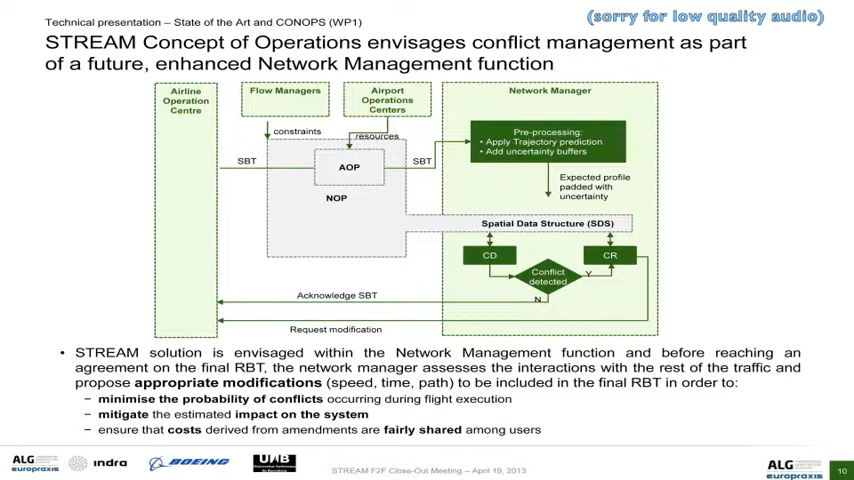 Technical presentation – State of the Art and CONOPS (WP1)
(sorry for low quality audio)
STREAM Concept of Operations envisages conflict management as part
of a future, enhanced Network Management function
Airline
Operation
Centre
Flow Managers
Airport
Operations
Centers
Network Manager
constraints
resources
Pre-processing:
• Apply Trajectory prediction
• Add uncertainty buffers
SBT
AOP
SBT
Expected profile
padded with
uncertainty
NOP
Spatial Data Structure (SDS)
CD
CR
Conflict
detected
Y
N
Acknowledge SBT
Request modification
• STREAM solution is envisaged within the Network Management function and before reaching an
agreement on the final RBT, the network manager assesses the interactions with the rest of the traffic and
propose appropriate modifications (speed, time, path) to be included in the final RBT in order to:
– minimise the probability of conflicts occurring during flight execution
– mitigate the estimated impact on the system
– ensure that costs derived from amendments are fairly shared among users
ALG
europraxis
indra
BOEING
UAB
STREAM F2F Close-Out Meeting – April 19, 2013
ALG
europraxis
10